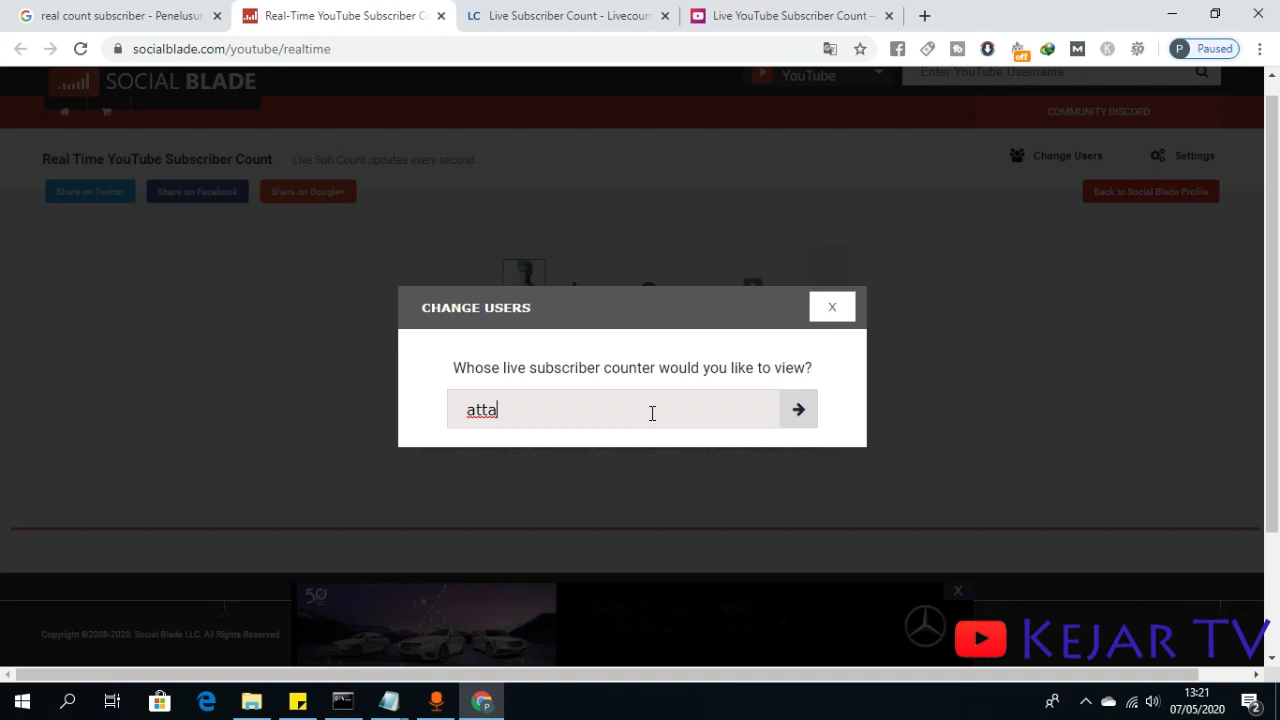 real count subscriber - Penelusur
Real-Time YouTube Subscriber C
LC Live Subscriber Count - Livecount
Live YouTube Subscriber Count —
socialblade.com/youtube/realtime
off
M
K
P Paused
SOCIAL BLADE
YouTube
Enter YouTube Username
COMMUNITY DISCORD
Real Time YouTube Subscriber Count
Live Sub Count updates every second.
Change Users
Settings
Share on Twitter
Share on Facebook
Share on Google+
Back to Social Blade Profile
CHANGE USERS
X
Whose live subscriber counter would you like to view?
atta
50
X
Copyright ©2008-2020. Social Blade LLC. All Rights Reserved.
KEJAR TV
13:21
07/05/2020
2